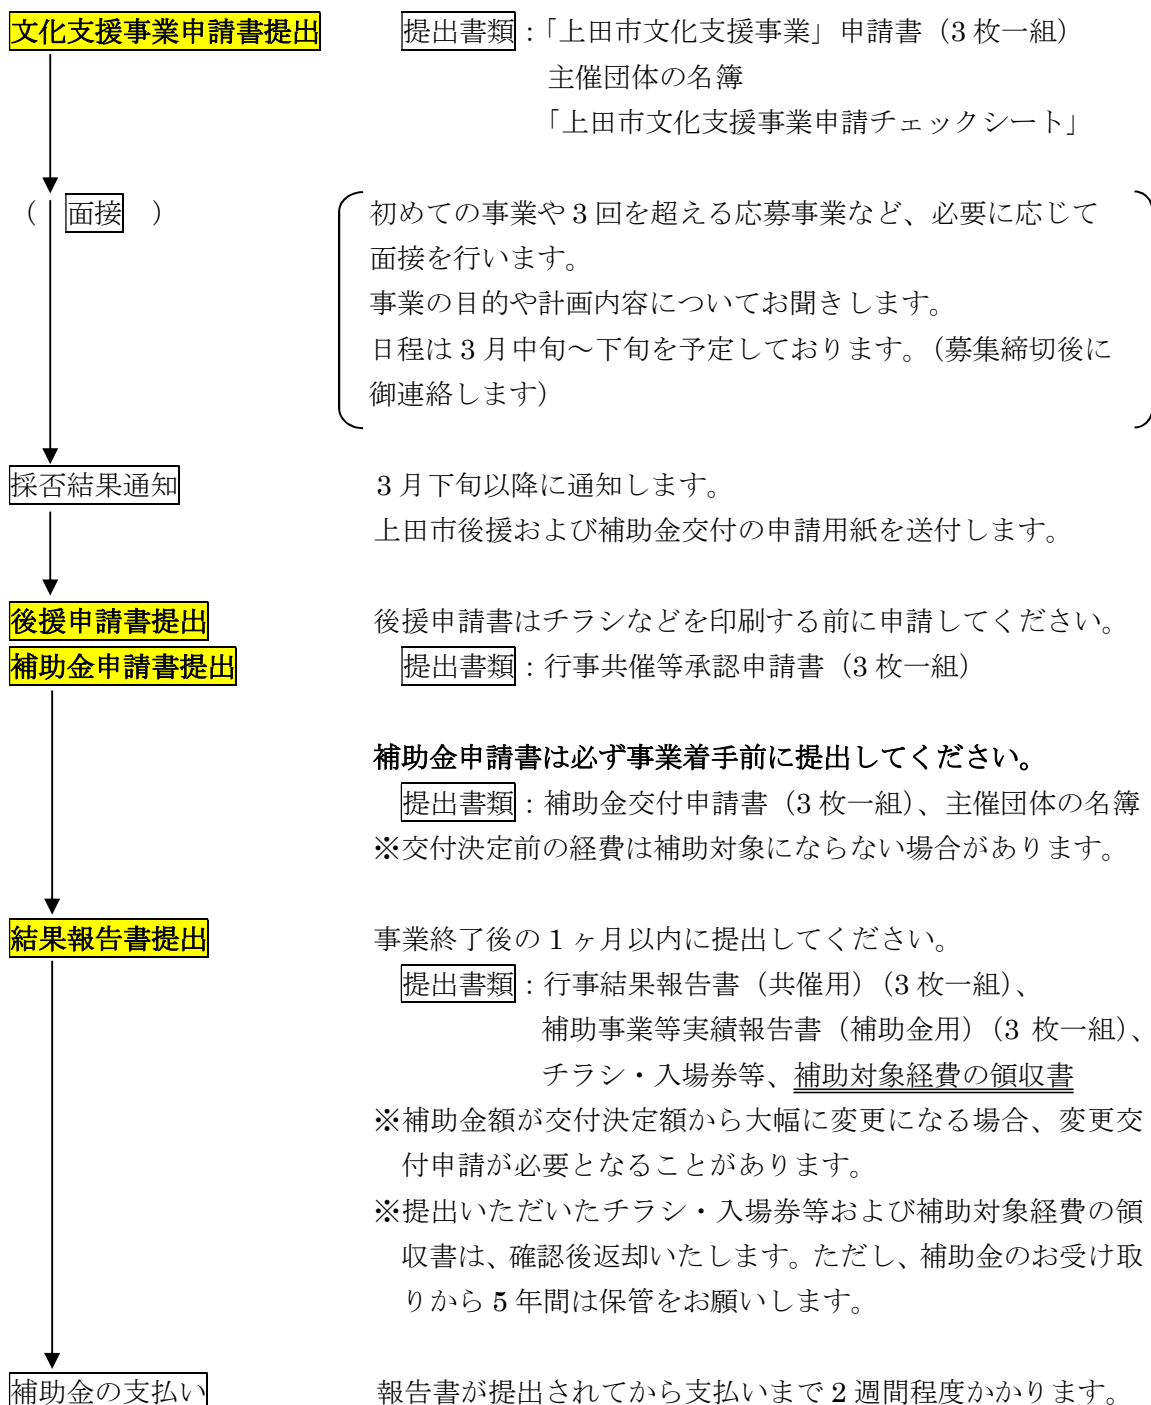 文化支援事業申請書提出　提出書類：「上田市文化支援事業」申請書（3枚一組）
主催団体の名簿
「上田市文化支援事業申請チェックシート」
（　面接　）　初めての事業や3回を超える応募事業など、必要に応じて
面接を行います。
事業の目的や計画内容についてお聞きします。
日程は3月中旬～下旬を予定しております。（募集締切後に
御連絡します）
採否結果通知　3月下旬以降に通知します。
上田市後援および補助金交付の申請用紙を送付します。
後援申請書提出　後援申請書はチラシなどを印刷する前に申請してください。
補助金申請書提出　提出書類：行事共催等承認申請書（3枚一組）
補助金申請書は必ず事業着手前に提出してください。
提出書類：補助金交付申請書（3枚一組）、主催団体の名簿
※交付決定前の経費は補助対象にならない場合があります。
結果報告書提出　事業終了後の1ヶ月以内に提出してください。
提出書類：行事結果報告書（共催用）（3枚一組）、
補助事業等実績報告書（補助金用）（3 枚一組）、
チラシ・入場券等、補助対象経費の領収書
※補助金額が交付決定額から大幅に変更になる場合、変更交
付申請が必要となることがあります。
※提出いただいたチラシ・入場券等および補助対象経費の領
収書は、確認後返却いたします。ただし、補助金のお受け取
りから5年間は保管をお願いします。
補助金の支払い　報告書が提出されてから支払いまで2週間程度かかります。